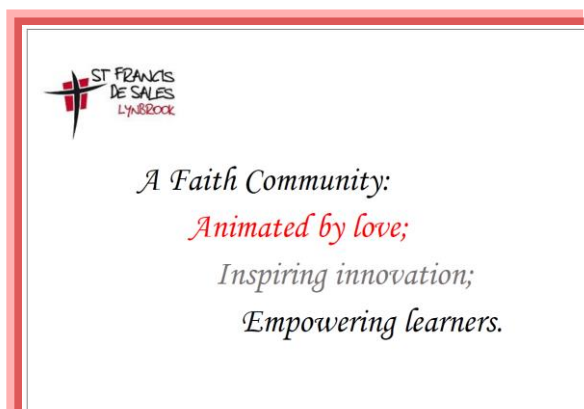 ST FRANCIS
DE SALES
LYNBROOK
A Faith Community:
Animated by love;
Inspiring innovation;
Empowering learners.